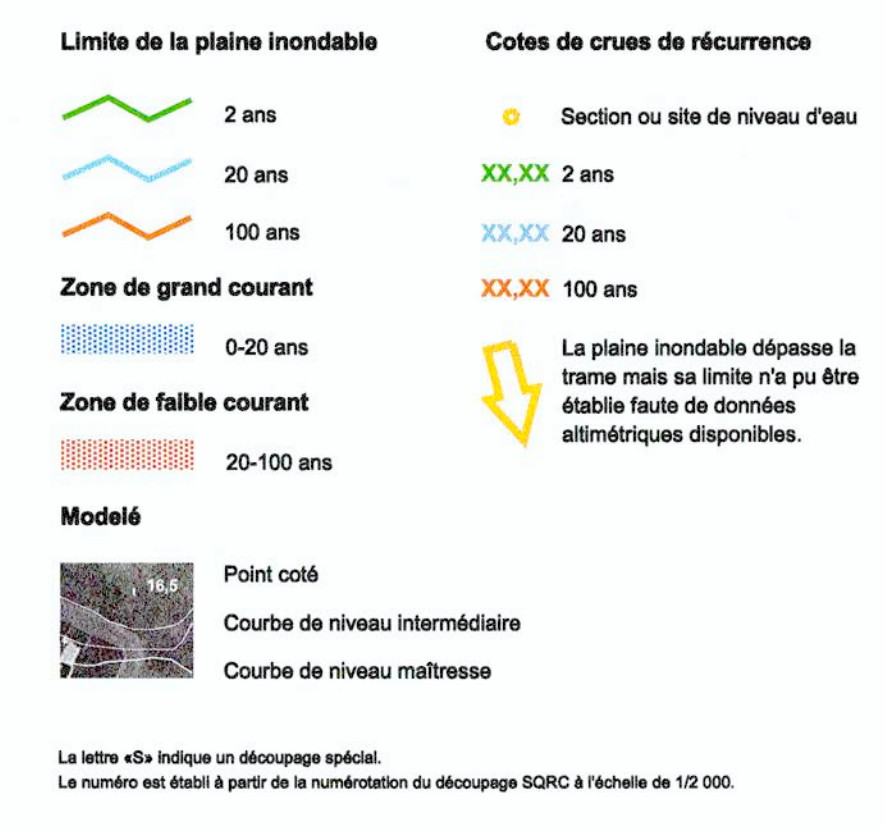 Limite de la plaine inondable
2 ans
20 ans
100 ans
Zone de grand courant
0-20 ans
Zone de faible courant
20-100 ans
Modelé
16,5
Point coté
Courbe de niveau intermédiaire
Courbe de niveau maîtresse
Cotes de crues de récurrence
Section ou site de niveau d'eau
XX,XX 2 ans
XX,XX 20 ans
XX,XX 100 ans
La plaine inondable dépasse la
trame mais sa limite n'a pu être
établie faute de données
altimétriques disponibles.
La lettre «S» indique un découpage spécial.
Le numéro est établi à partir de la numérotation du découpage SQRC à l'échelle de 1/2 000.